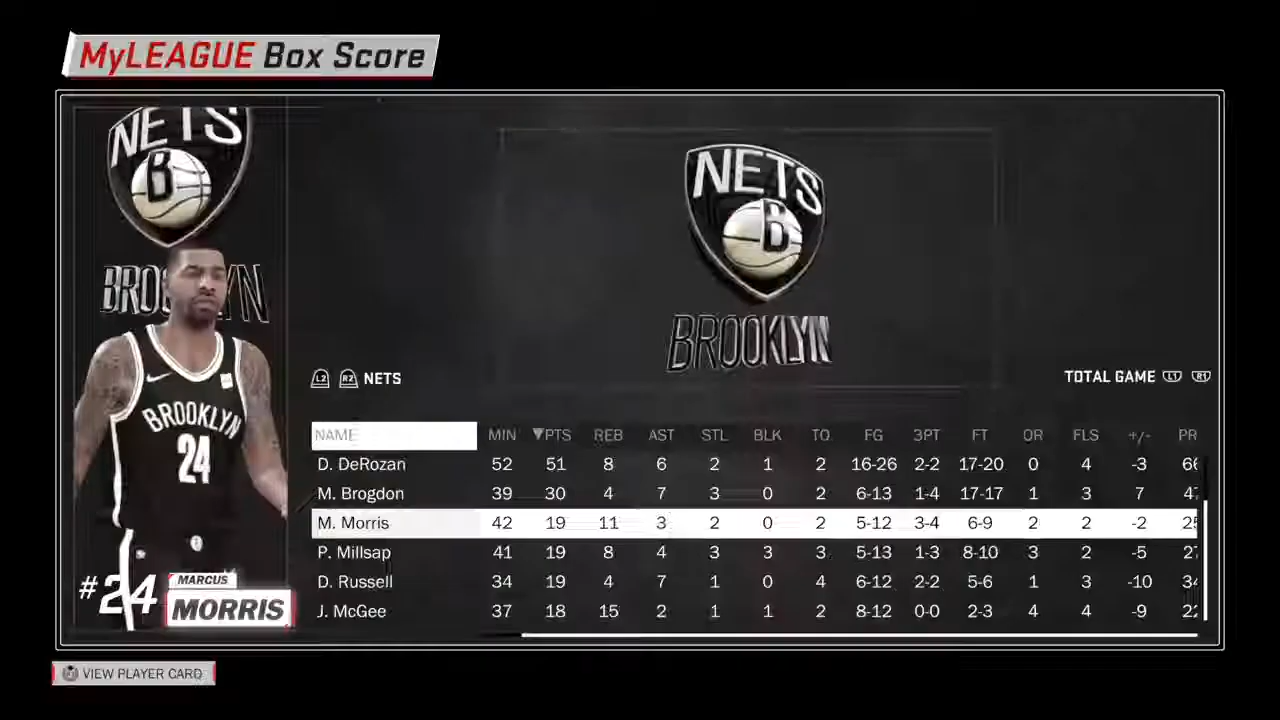 MyLEAGUE Box Score
NETS
B
BROOKLYN
NETS
B
BROOKLYN
BROOKLYN
24
#24
MARCUS
MORRIS
L2 R2 NETS
TOTAL GAME L1 R1
NAME MIN ▼PTS REB AST STL BLK TO FG 3PT FT OR FLS +/- PR
D. DeRozan 52 51 8 6 2 1 2 16-26 2-2 17-20 0 4 -3
M. Brogdon 39 30 4 7 3 0 2 6-13 1-4 17-17 1 3 7
M. Morris 42 19 11 3 2 0 2 5-12 3-4 6-9 2 2 -2
P. Millsap 41 19 8 4 3 3 3 5-13 1-3 8-10 3 2 -5
D. Russell 34 19 4 7 1 0 4 6-12 2-2 5-6 1 3 -10 34
J. McGee 37 18 15 2 1 1 2 8-12 0-0 2-3 4 4 -9
VIEW PLAYER CARD